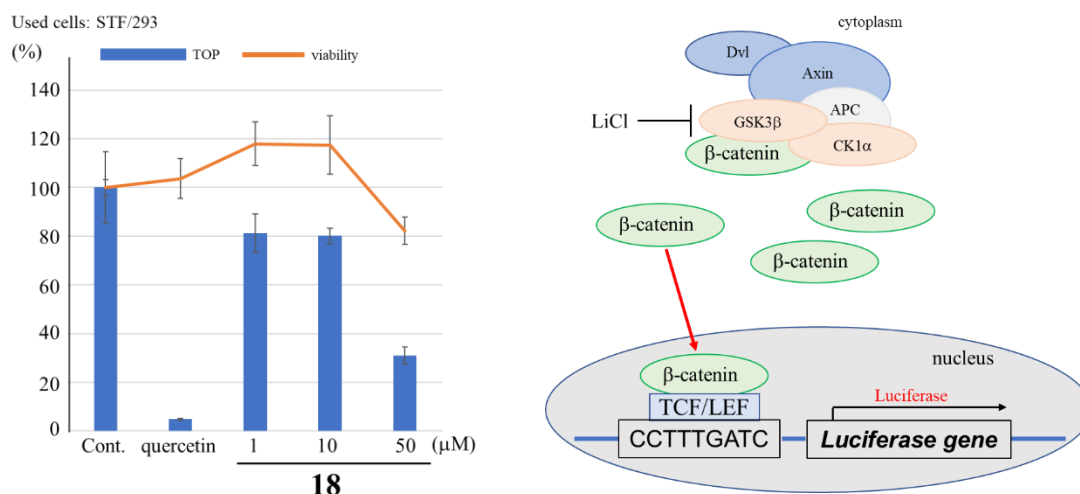 Used cells: STF/293
(%)
TOP
viability
140
120
100
80
60
40
20
0
Cont.
quercetin
1
10
50
(μM)
18
cytoplasm
Dvl
Axin
APC
GSK3β
CK1α
LiCl
β-catenin
β-catenin
β-catenin
β-catenin
nucleus
β-catenin
TCF/LEF
CCTTTGATC
Luciferase
Luciferase gene